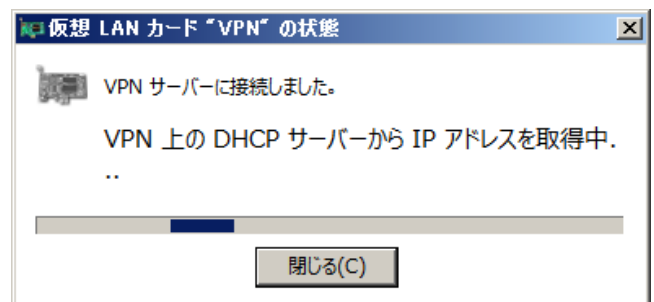 仮想 LAN カード "VPN" の状態
VPN サーバーに接続しました。
VPN 上の DHCP サーバーから IP アドレスを取得中.
..
閉じる(C)